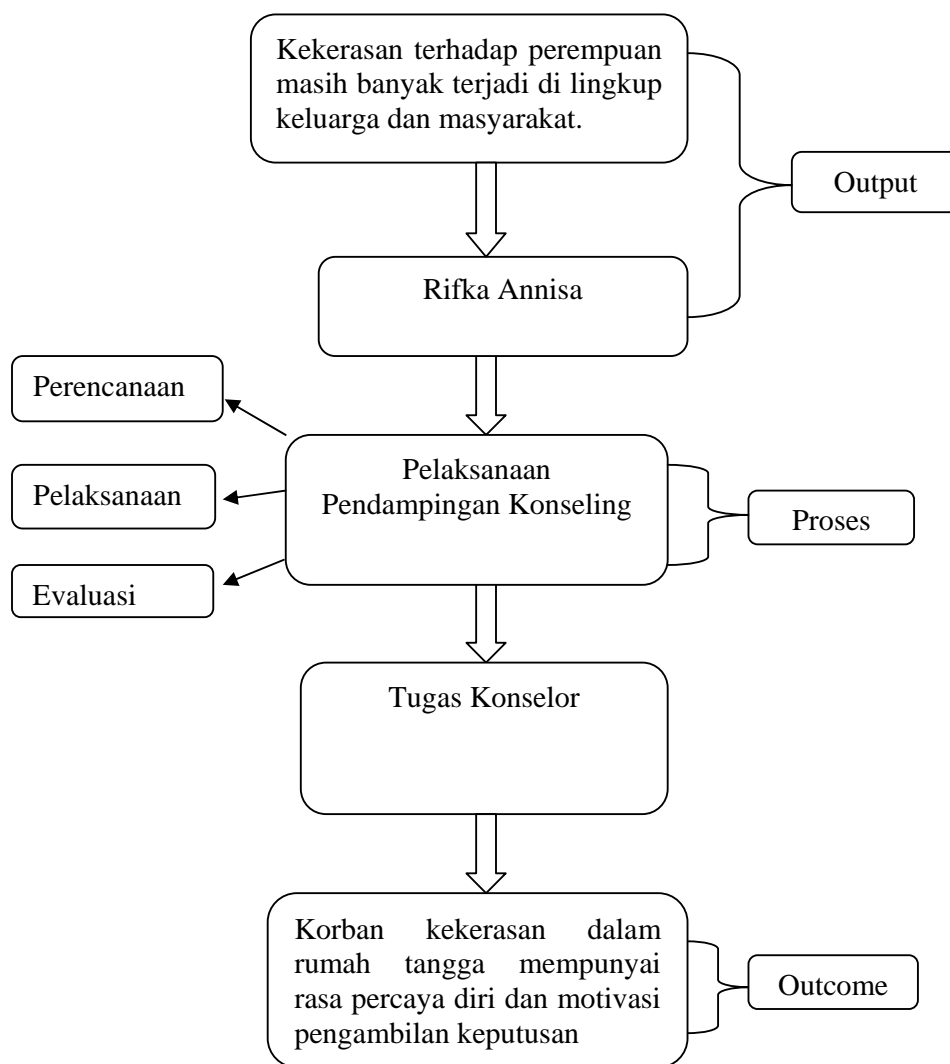 Kekerasan terhadap perempuan
masih banyak terjadi di lingkup
keluarga dan masyarakat.
Output
Rifka Annisa
Perencanaan
Pelaksanaan
Pendampingan Konseling
Pelaksanaan
Proses
Evaluasi
Tugas Konselor
Korban kekerasan dalam
rumah tangga mempunyai
rasa percaya diri dan motivasi
pengambilan keputusan
Outcome